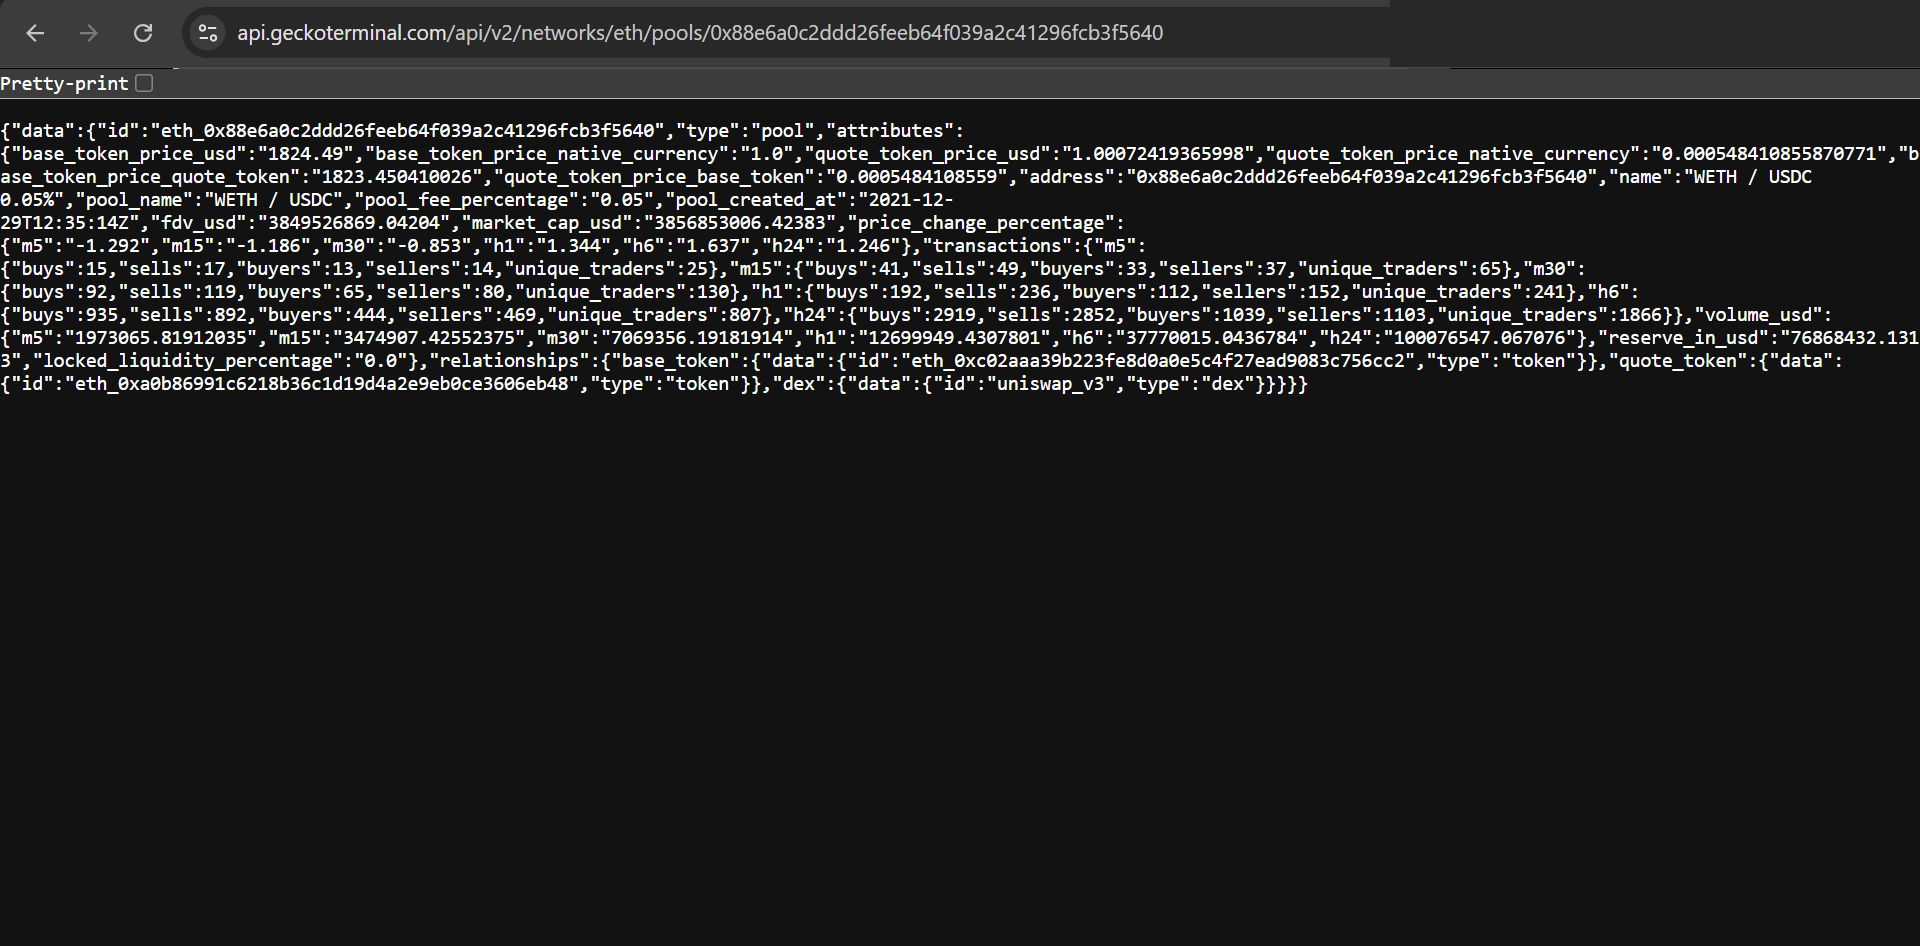 api.geckoterminal.com/api/v2/networks/eth/pools/0x88e6a0c2ddd26feeb64f039a2c41296fcb3f5640
Pretty-print
{"data":{"id":"eth_0x88e6a0c2ddd26feeb64f039a2c41296fcb3f5640","type":"pool","attributes":
{"base_token_price_usd":"1824.49","base_token_price_native_currency":"1.0","quote_token_price_usd":"1.00072419365998","quote_token_price_native_currency":"0.000548410855870771","b
ase_token_price_quote_token":"1823.450410026","quote_token_price_base_token":"0.0005484108559","address":"0x88e6a0c2ddd26feeb64f039a2c41296fcb3f5640","name":"WETH / USDC
0.05%","pool_name":"WETH / USDC","pool_fee_percentage":"0.05","pool_created_at":"2021-12-
29T12:35:14Z","fdv_usd":"3849526869.04204","market_cap_usd":"3856853006.42383","price_change_percentage":
{"m5":"-1.292","m15":"-1.186","m30":"-0.853","h1":"1.344","h6":"1.637","h24":"1.246"},"transactions":{"m5":
{"buys":15,"sells":17,"buyers":13,"sellers":14,"unique_traders":25},"m15":{"buys":41,"sells":49,"buyers":33,"sellers":37,"unique_traders":65},"m30":
{"buys":92,"sells":119,"buyers":65,"sellers":80,"unique_traders":130},"h1":{"buys":192,"sells":236,"buyers":112,"sellers":152,"unique_traders":241},"h6":
{"buys":935,"sells":892,"buyers":444,"sellers":469,"unique_traders":807},"h24":{"buys":2919,"sells":2852,"buyers":1039,"sellers":1103,"unique_traders":1866}},"volume_usd":
{"m5":"1973065.81912035","m15":"3474907.42552375","m30":"7069356.19181914","h1":"12699949.4307801","h6":"37770015.0436784","h24":"100076547.067076"},"reserve_in_usd":"76868432.131
3","locked_liquidity_percentage":"0.0"},"relationships":{"base_token":{"data":{"id":"eth_0xc02aaa39b223fe8d0a0e5c4f27ead9083c756cc2","type":"token"}},"quote_token":{"data":
{"id":"eth_0xa0b86991c6218b36c1d19d4a2e9eb0ce3606eb48","type":"token"}},"dex":{"data":{"id":"uniswap_v3","type":"dex"}}}}}